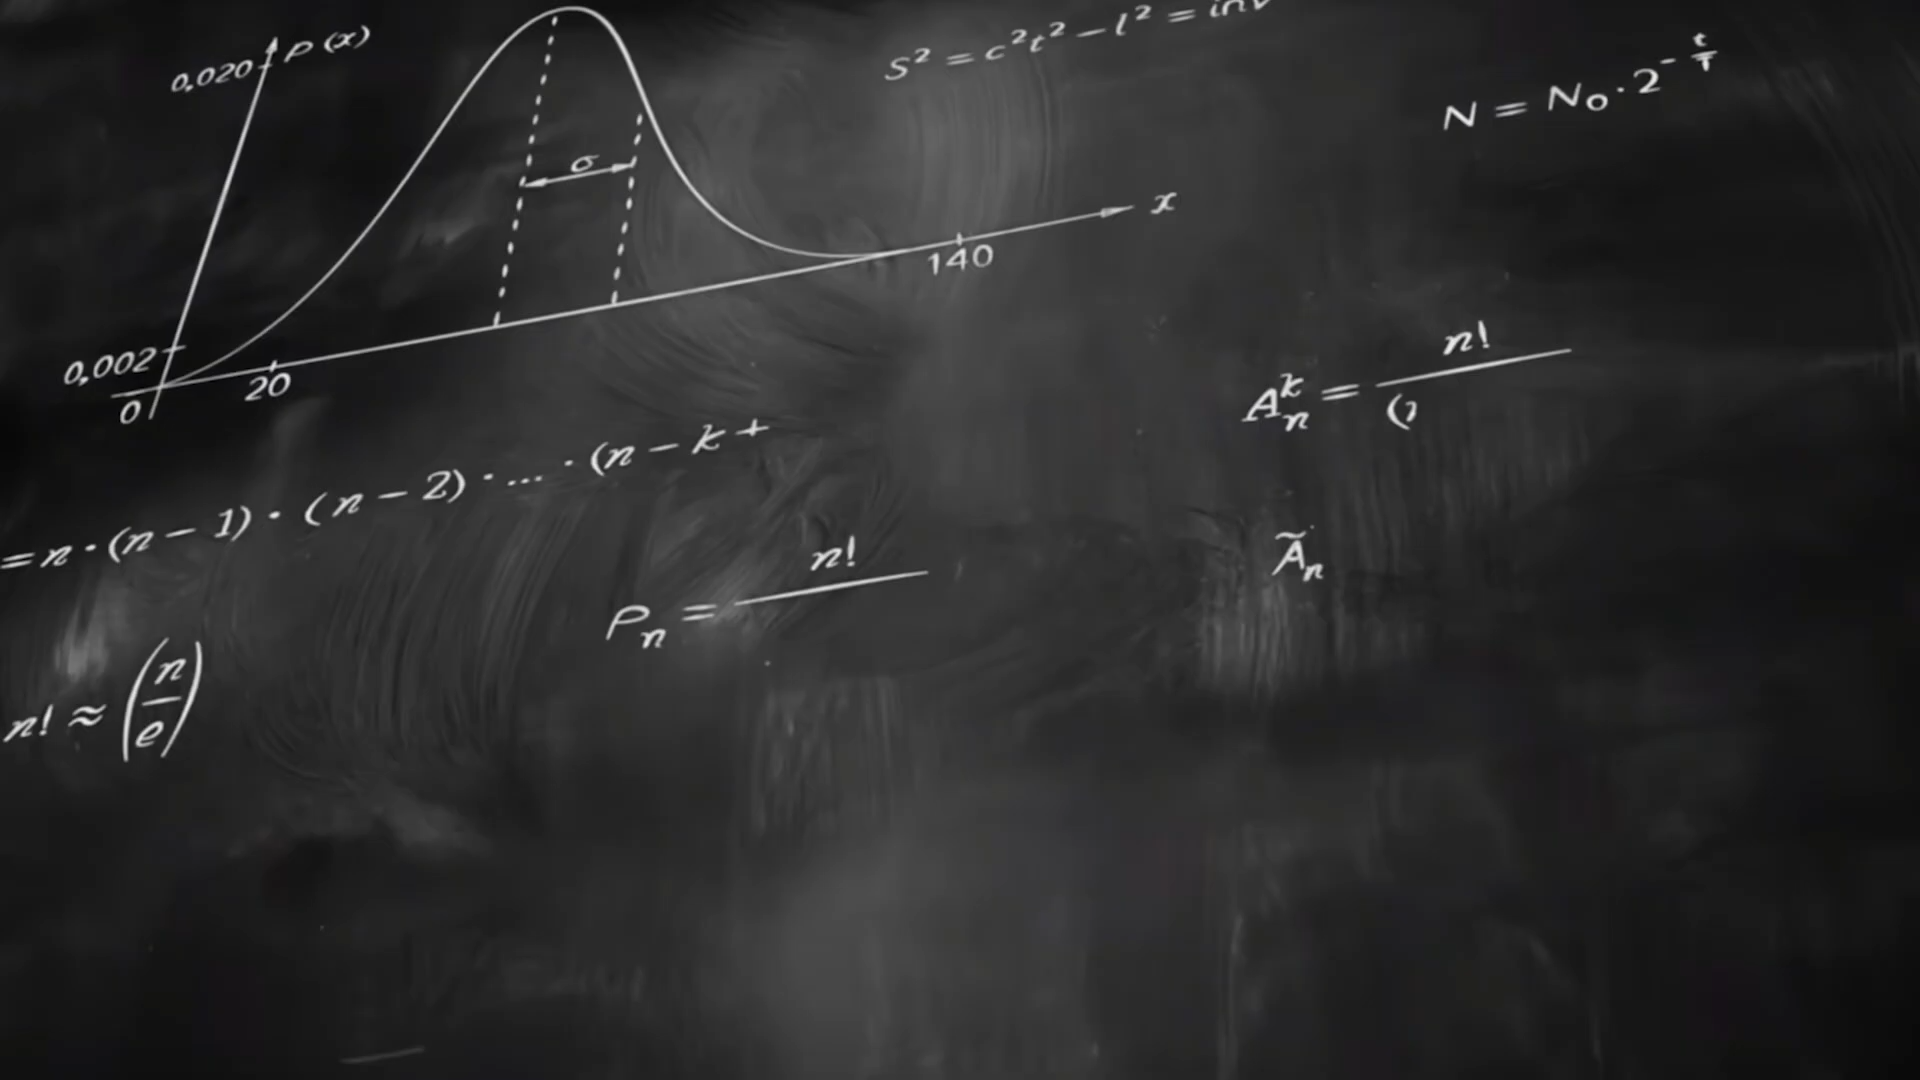 0,020 P(x)
S² = c²t² − l² = inv
N = N₀·2^(−t/T)
σ
x
140
0,002
0
20
Aₙᵏ = n!/(
= n·(n − 1)·(n − 2)·...·(n − k +
Pₙ = n!
Ãₙ
n! ≈ (n/e)